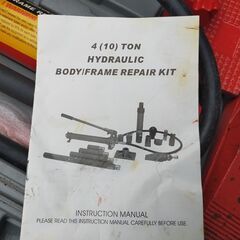 4 (10) TON
HYDRAULIC
BODY/FRAME REPAIR KIT
INSTRUCTION MANUAL
PLEASE READ THIS INSTRUCTION MANUAL CAREFULLY BEFORE USE.